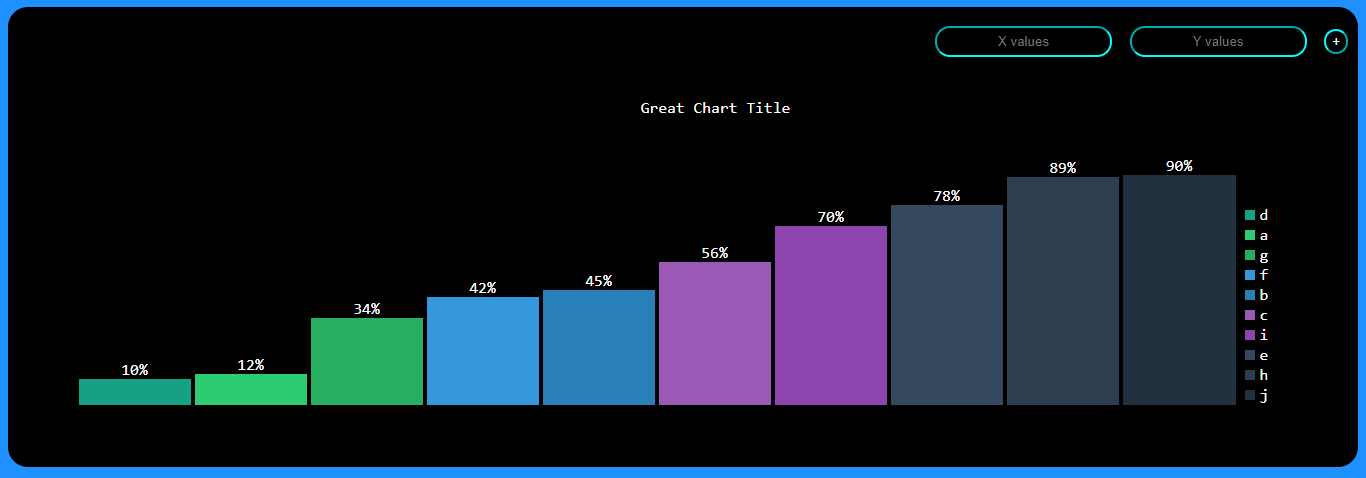 X values Y values +
Great Chart Title
10%
12%
34%
42%
45%
56%
70%
78%
89%
90%
d
a
g
f
b
c
i
e
h
j